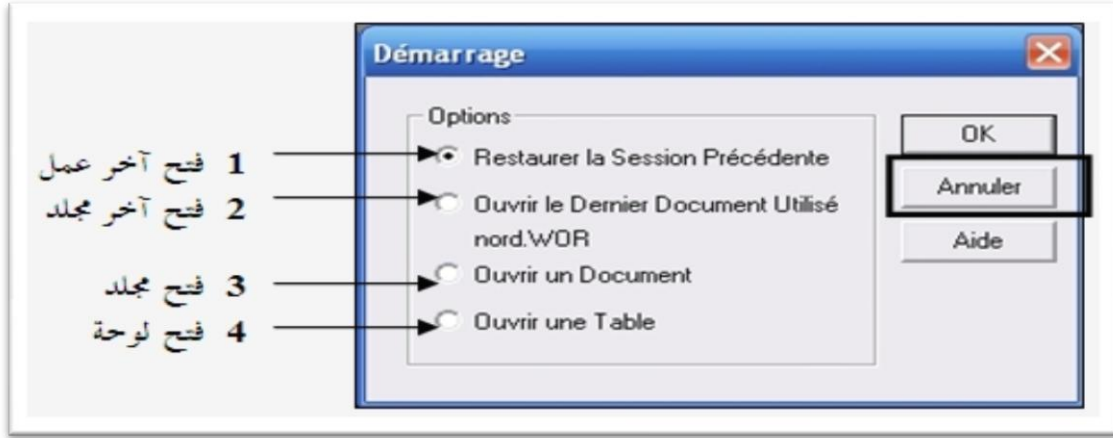 Démarrage
Options
1 فتح آخر عمل
Restaurer la Session Précédente
2 فتح آخر مجلد
Ouvrir le Dernier Document Utilisé
nord.WOR
3 فتح مجلد
Ouvrir un Document
4 فتح لوحة
Ouvrir une Table
OK
Annuler
Aide